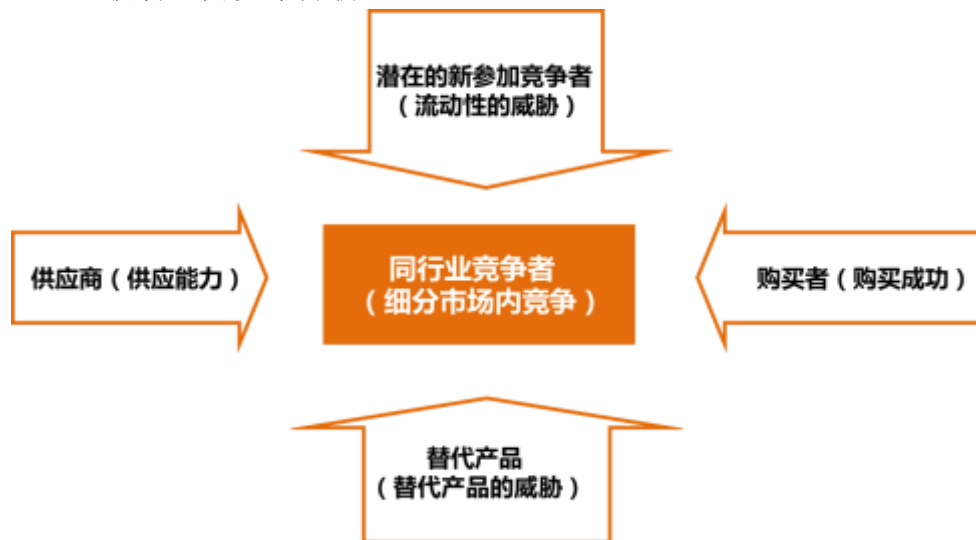 潜在的新参加竞争者
（流动性的威胁）
供应商（供应能力）
同行业竞争者
（细分市场内竞争）
购买者（购买成功）
替代产品
（替代产品的威胁）